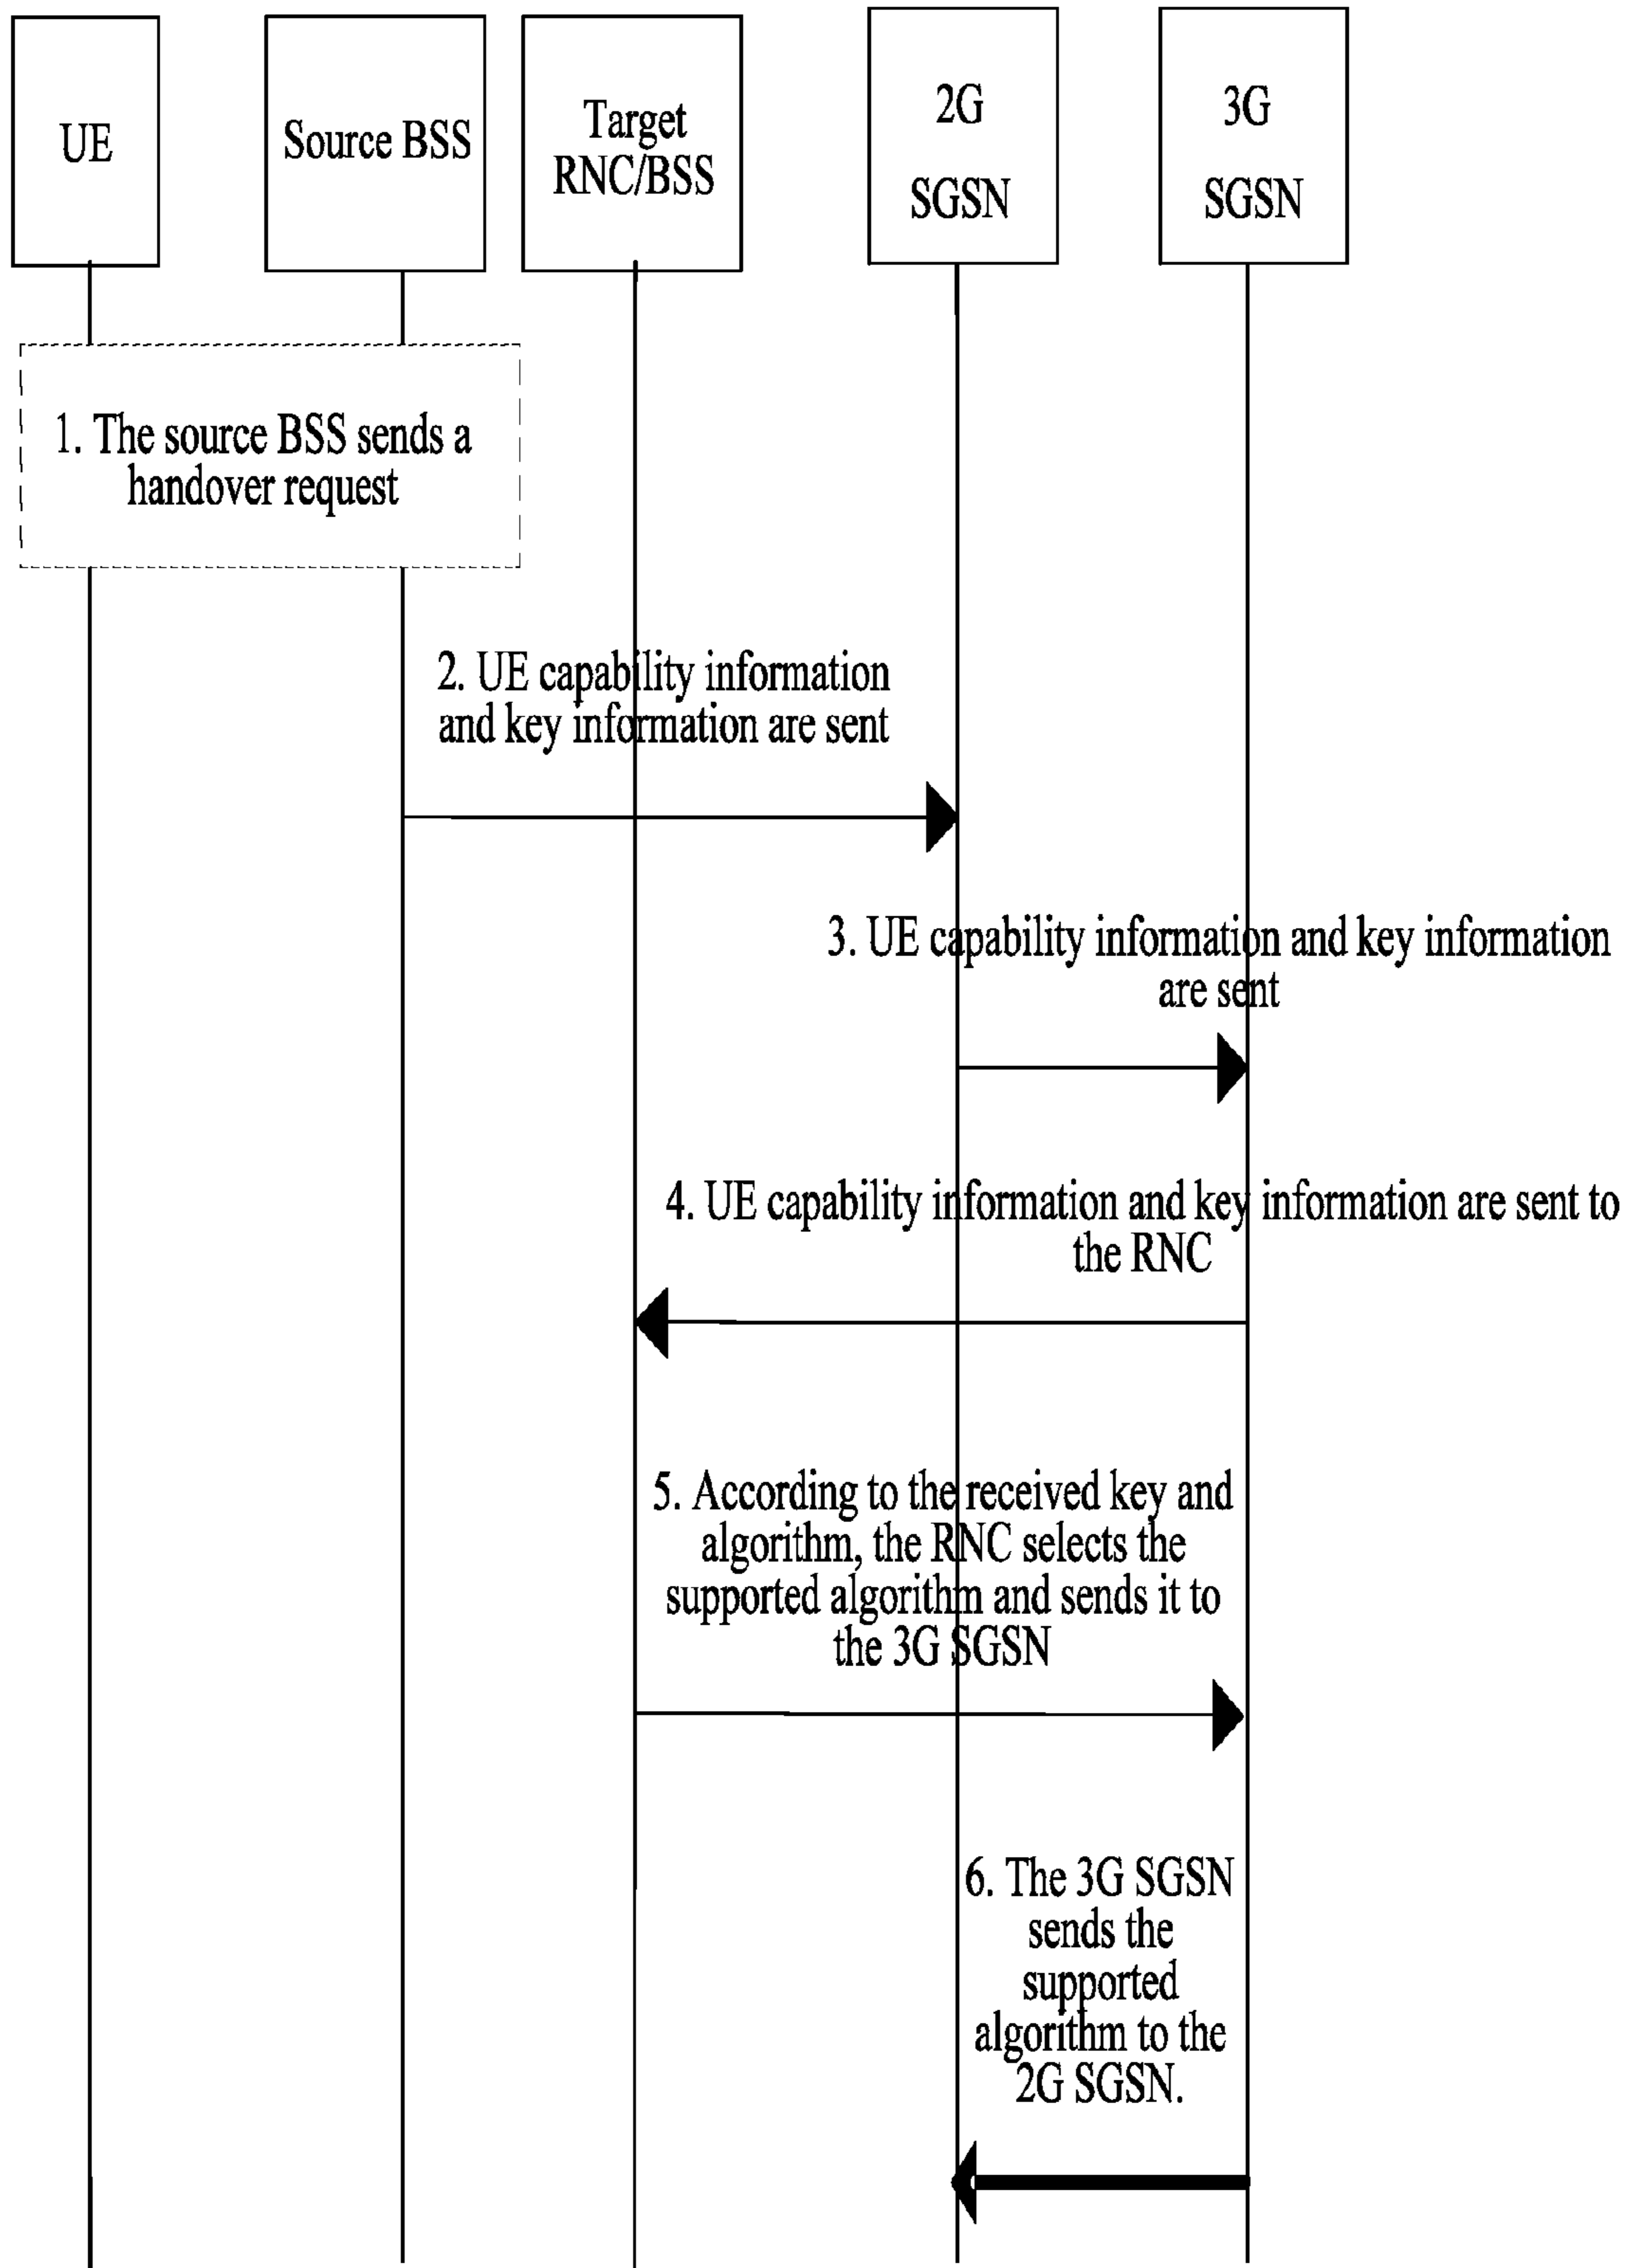 UE
Source BSS
Target
RNC/BSS
2G
SGSN
3G
SGSN
1. The source BSS sends a
handover request
2. UE capability information
and key information are sent
3. UE capability information and key information
are sent
4. UE capability information and key information are sent to
the RNC
5. According to the received key and
algorithm, the RNC selects the
supported algorithm and sends it to
the 3G SGSN
6. The 3G SGSN
sends the
supported
algorithm to the
2G SGSN.